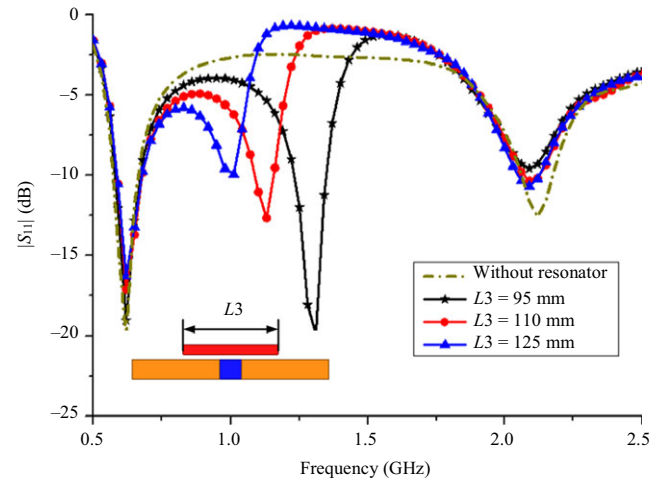 0
−5
−10
−15
−20
−25
|S₁₁| (dB)
L3
Without resonator
L3 = 95 mm
L3 = 110 mm
L3 = 125 mm
0.5
1.0
1.5
2.0
2.5
Frequency (GHz)